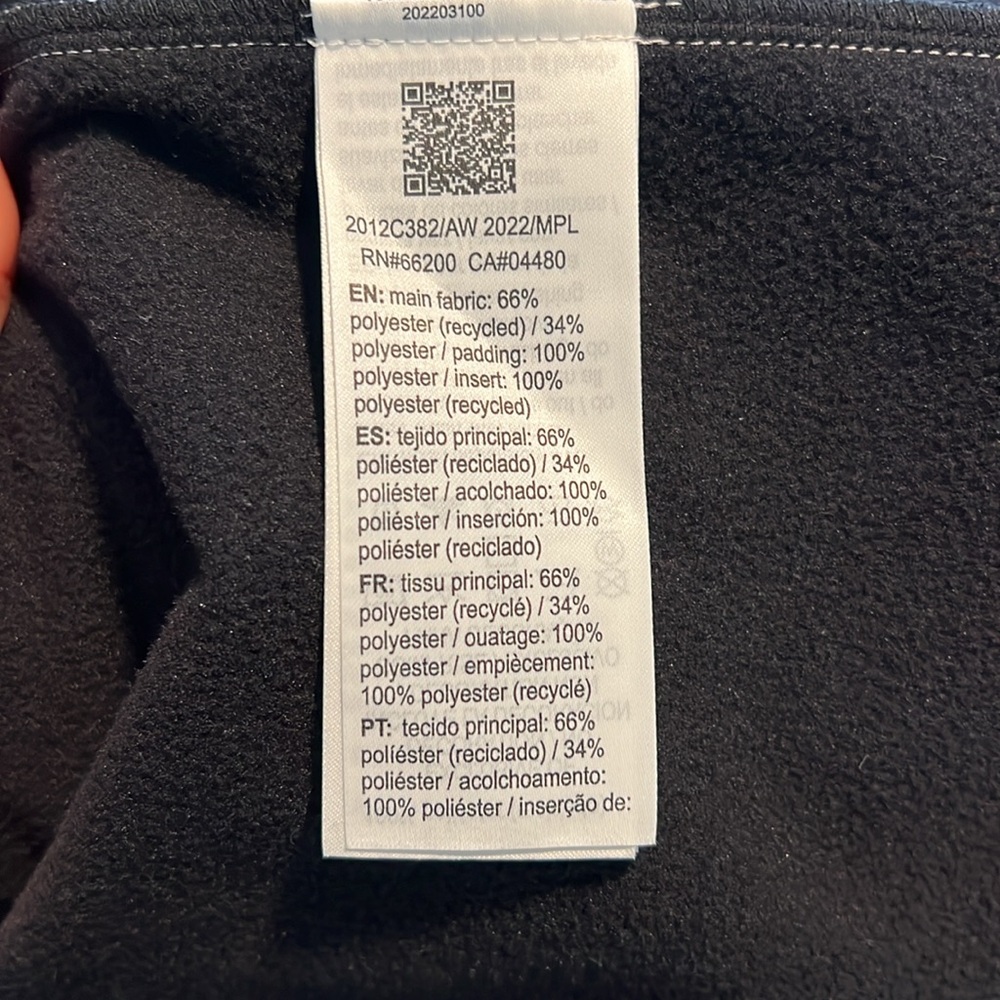 202203100
2012C382/AW 2022/MPL
RN#66200 CA#04480
EN: main fabric: 66%
polyester (recycled) / 34%
polyester / padding: 100%
polyester / insert: 100%
polyester (recycled)
ES: tejido principal: 66%
poliéster (reciclado) / 34%
poliéster / acolchado: 100%
poliéster / inserción: 100%
poliéster (reciclado)
FR: tissu principal: 66%
polyester (recyclé) / 34%
polyester / ouatage: 100%
polyester / empiècement:
100% polyester (recyclé)
PT: tecido principal: 66%
poliéster (reciclado) / 34%
poliéster / acolchoamento:
100% poliéster / inserção de: